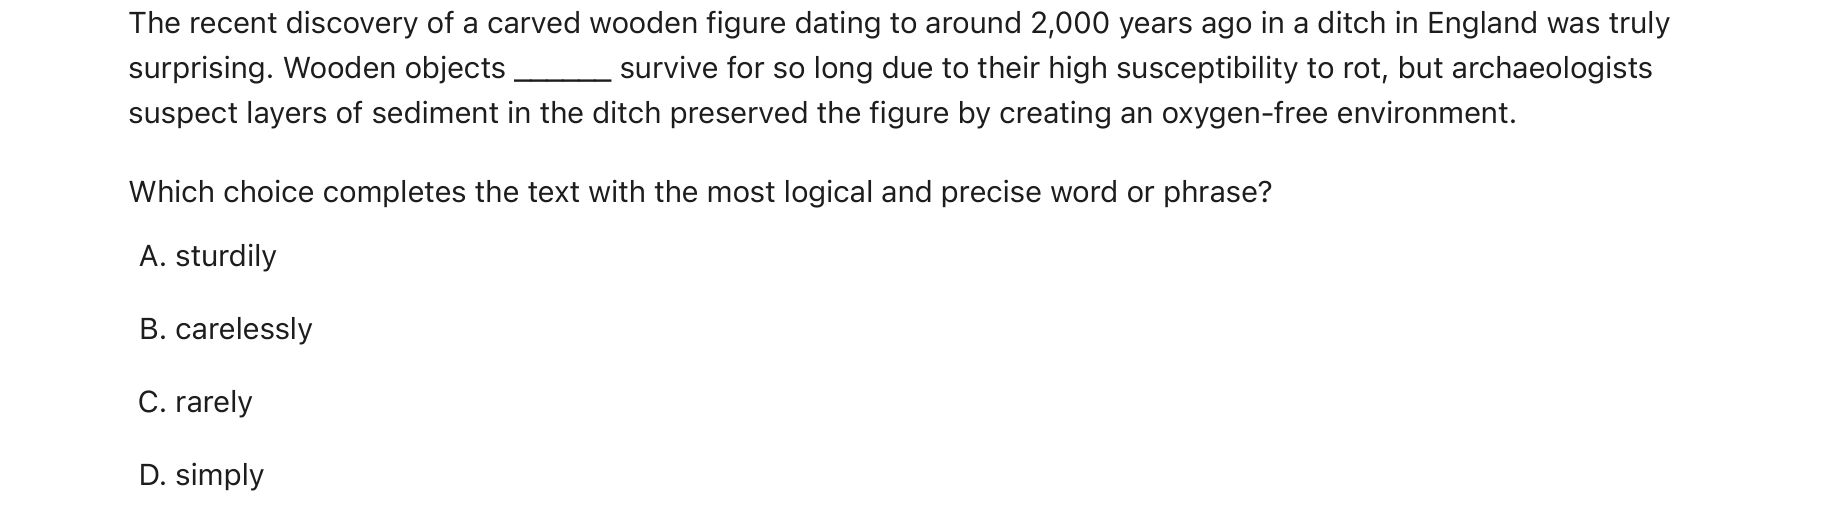 The recent discovery of a carved wooden figure dating to around 2,000 years ago in a ditch in England was truly
surprising. Wooden objects ______ survive for so long due to their high susceptibility to rot, but archaeologists
suspect layers of sediment in the ditch preserved the figure by creating an oxygen-free environment.
Which choice completes the text with the most logical and precise word or phrase?
A. sturdily
B. carelessly
C. rarely
D. simply